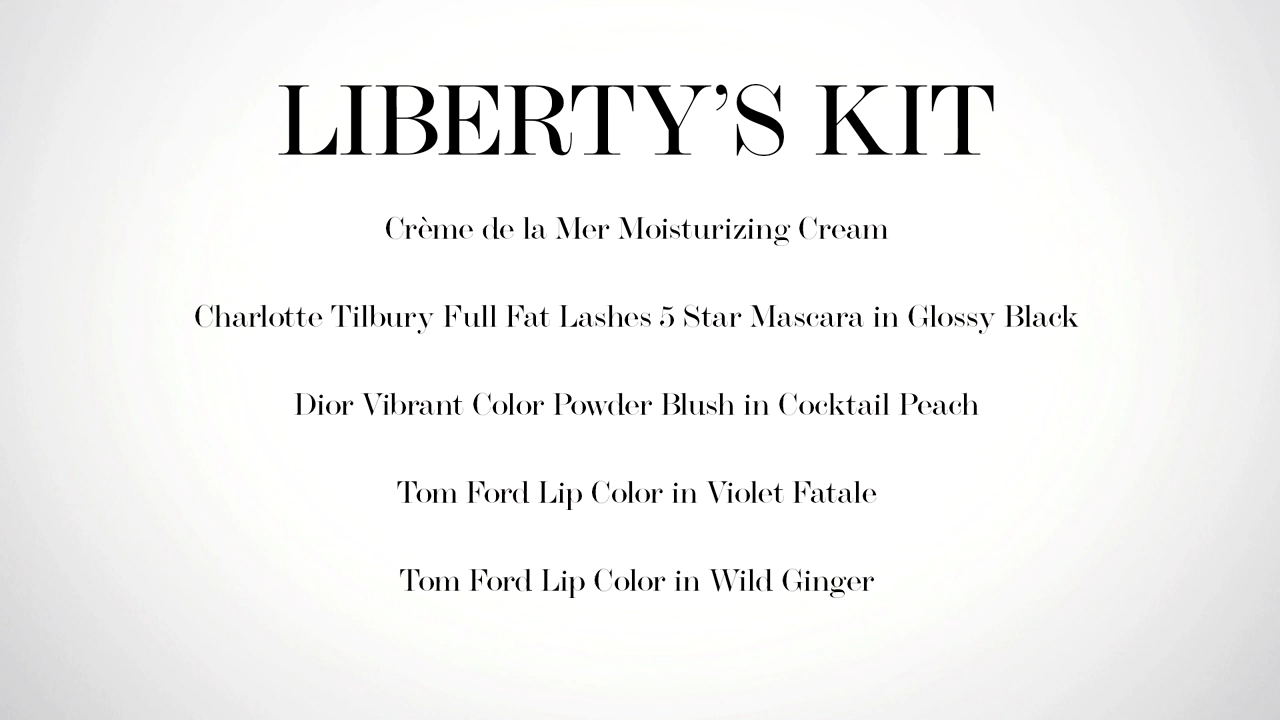 LIBERTY’S KIT
Crème de la Mer Moisturizing Cream
Charlotte Tilbury Full Fat Lashes 5 Star Mascara in Glossy Black
Dior Vibrant Color Powder Blush in Cocktail Peach
Tom Ford Lip Color in Violet Fatale
Tom Ford Lip Color in Wild Ginger